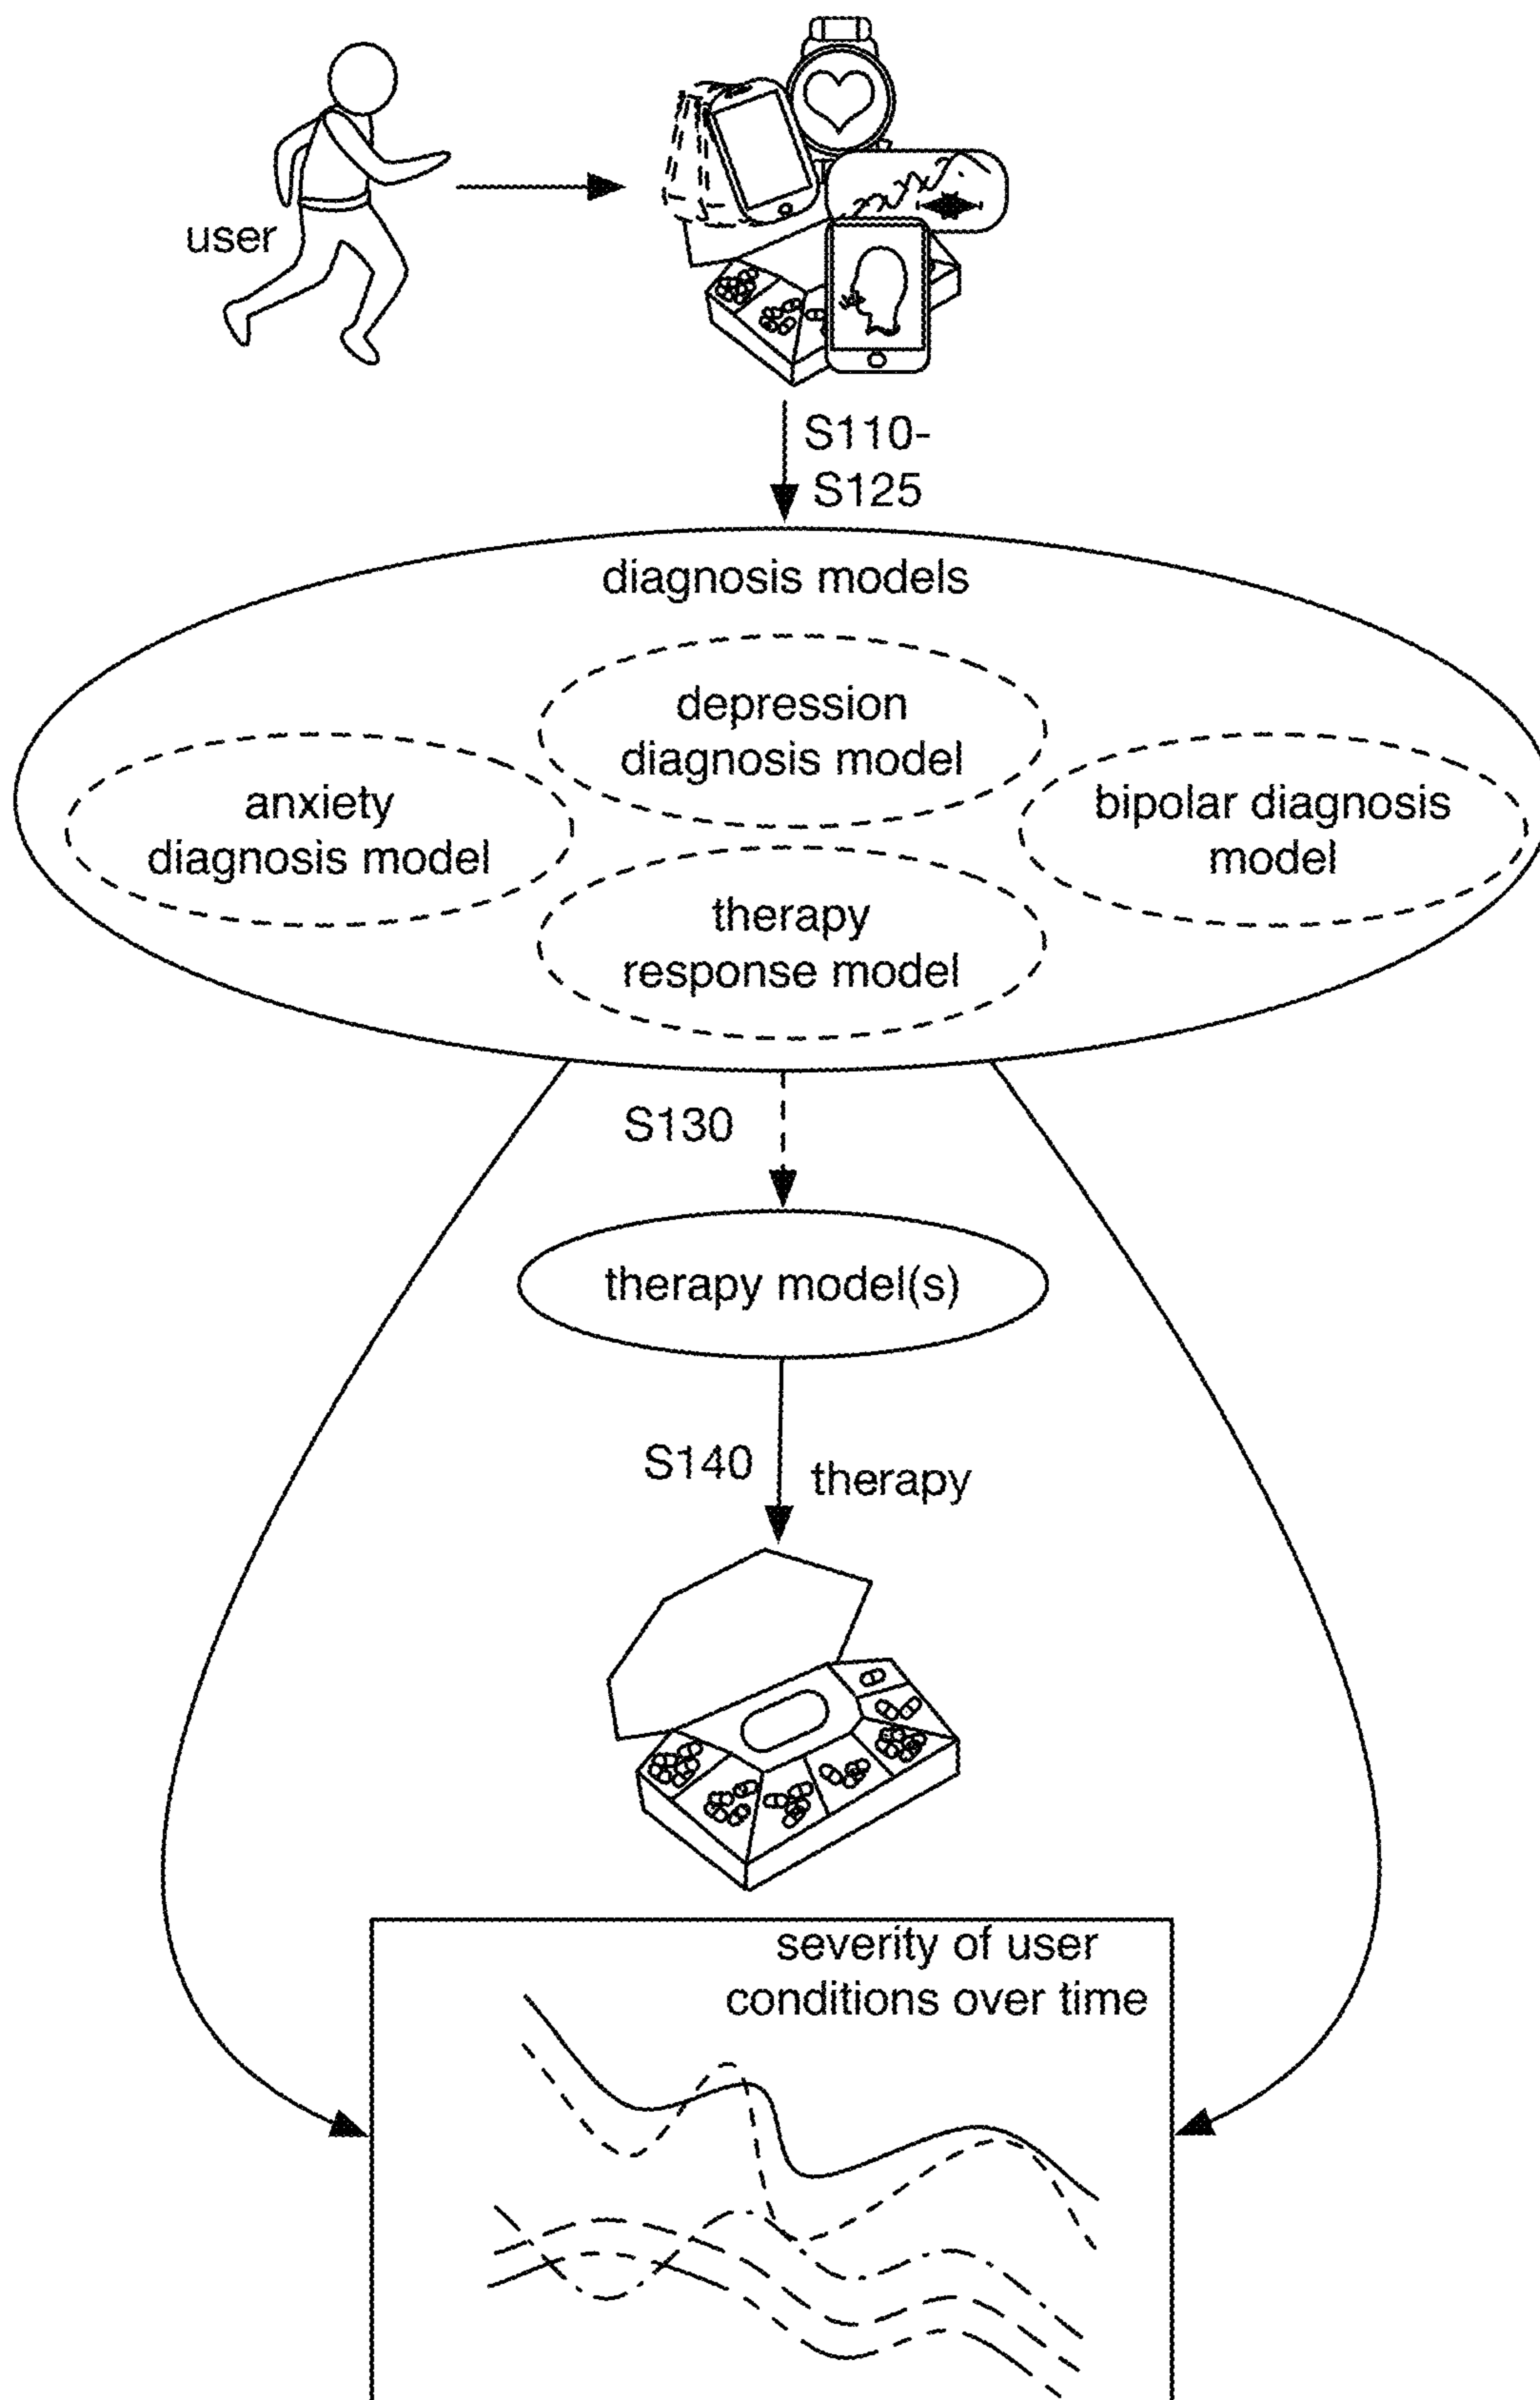 user
S110-
S125
diagnosis models
depression
diagnosis model
anxiety
diagnosis model
bipolar diagnosis
model
therapy
response model
S130
therapy model(s)
S140
therapy
severity of user
conditions over time